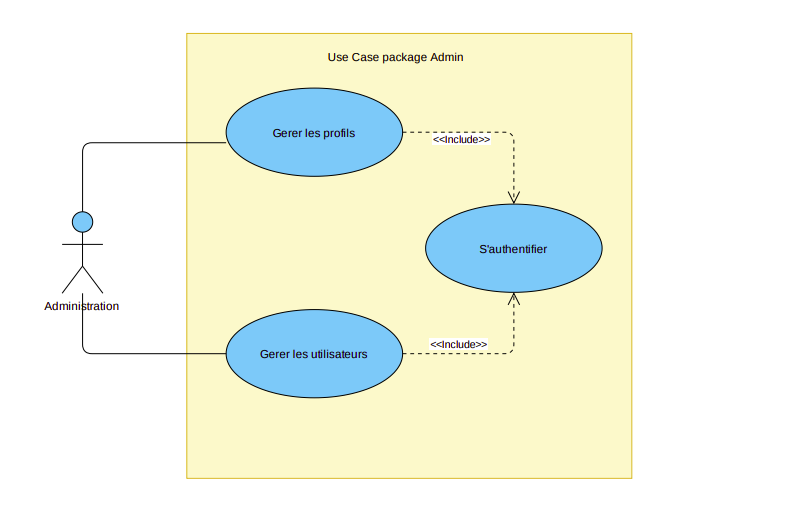 Use Case package Admin
Gerer les profils
<<Include>>
S'authentifier
Administration
<<Include>>
Gerer les utilisateurs